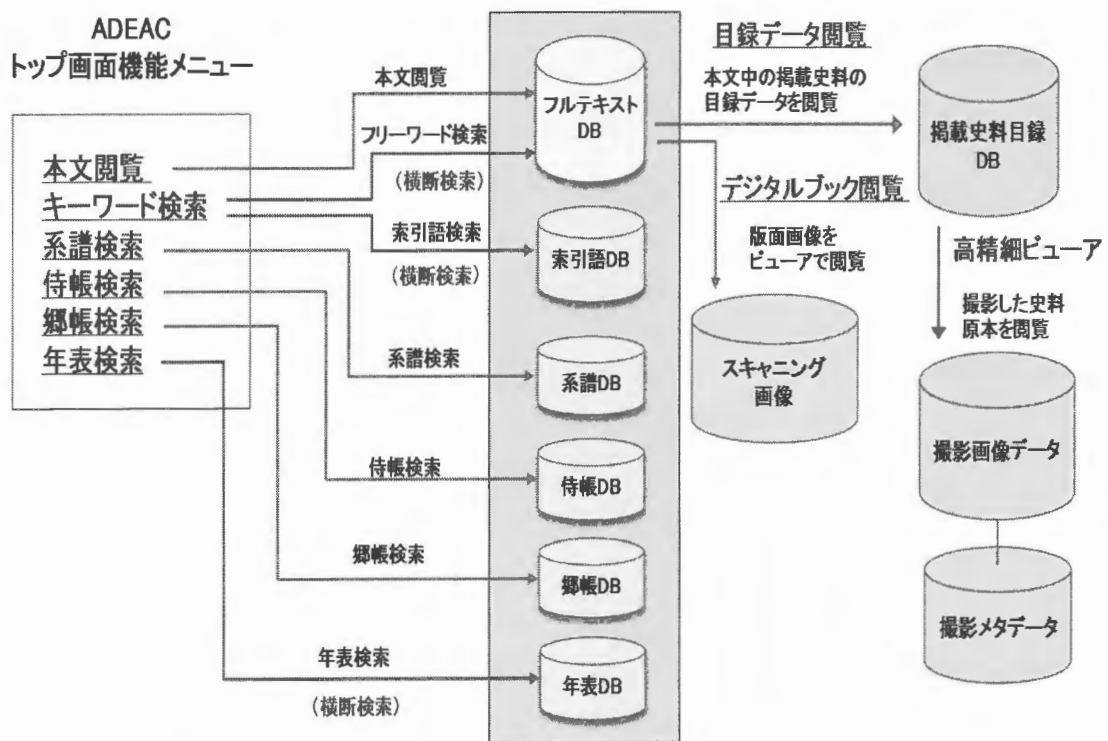 ADEAC
トップ画面機能メニュー
本文閲覧
キーワード検索
系譜検索
侍帳検索
郷帳検索
年表検索
本文閲覧
フリーワード検索
(横断検索)
索引語検索
(横断検索)
系譜検索
侍帳検索
郷帳検索
年表検索
(横断検索)
フルテキスト
DB
索引語DB
系譜DB
侍帳DB
郷帳DB
年表DB
目録データ閲覧
本文中の掲載史料の
目録データを閲覧
デジタルブック閲覧
版面画像を
ビューアで閲覧
スキャニング
画像
掲載史料目録
DB
高精細ビューア
撮影した史料
原本を閲覧
撮影画像データ
撮影メタデータ